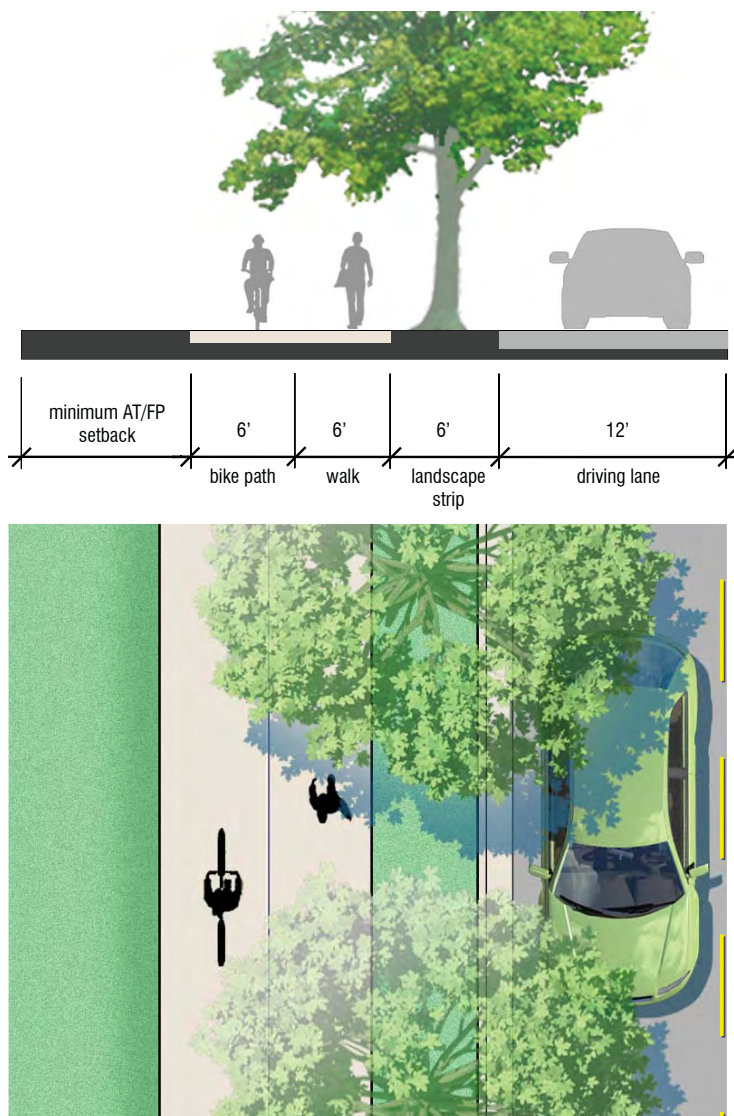 minimum AT/FP
setback
6’
6’
6’
12’
bike path
walk
landscape
strip
driving lane